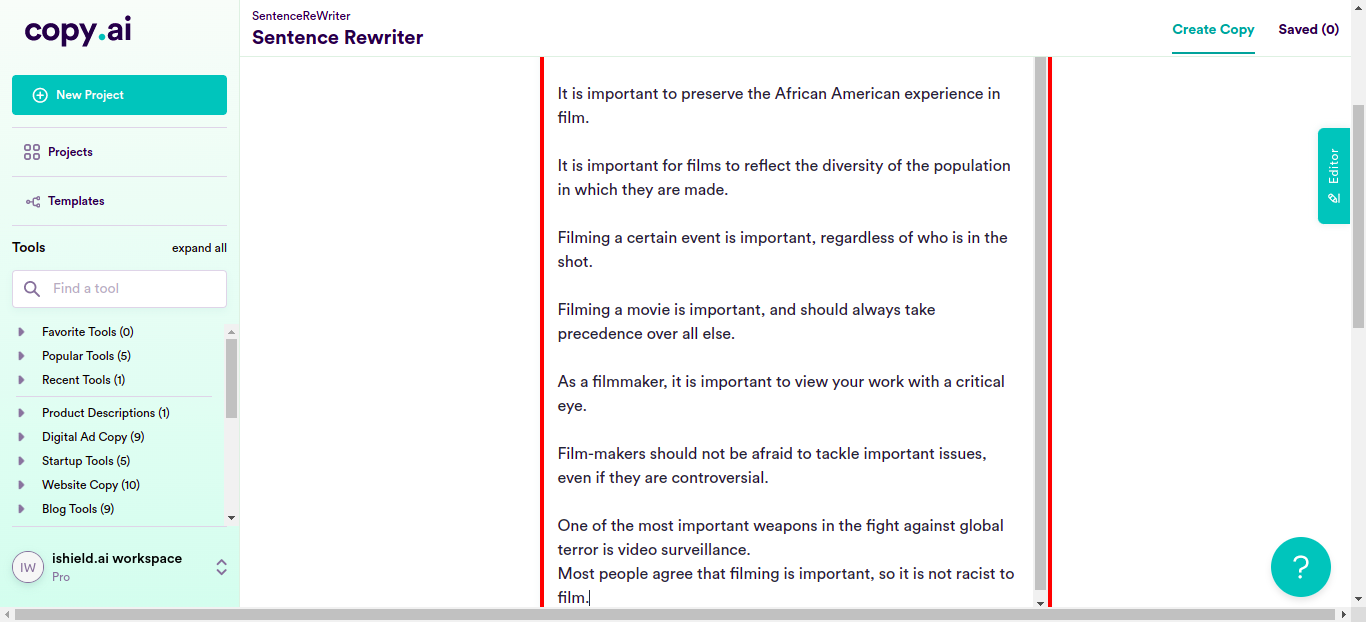 copy.ai
New Project
Projects
Templates
Tools
expand all
Find a tool
Favorite Tools (0)
Popular Tools (5)
Recent Tools (1)
Product Descriptions (1)
Digital Ad Copy (9)
Startup Tools (5)
Website Copy (10)
Blog Tools (9)
IW
ishield.ai workspace
Pro
SentenceReWriter
Sentence Rewriter
Create Copy
Saved (0)
It is important to preserve the African American experience in
film.
It is important for films to reflect the diversity of the population
in which they are made.
Filming a certain event is important, regardless of who is in the
shot.
Filming a movie is important, and should always take
precedence over all else.
As a filmmaker, it is important to view your work with a critical
eye.
Film-makers should not be afraid to tackle important issues,
even if they are controversial.
One of the most important weapons in the fight against global
terror is video surveillance.
Most people agree that filming is important, so it is not racist to
film.
Editor
?